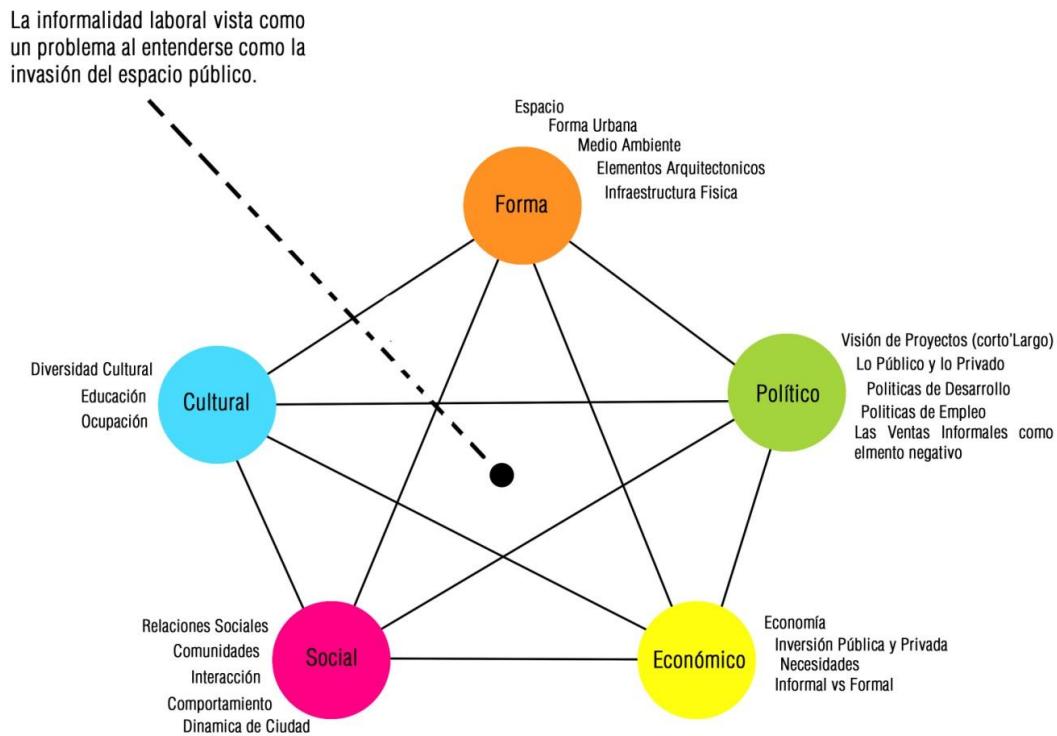 La informalidad laboral vista como
un problema al entenderse como la
invasión del espacio público.
Espacio
Forma Urbana
Medio Ambiente
Elementos Arquitectonicos
Infraestructura Fisica
Forma
Diversidad Cultural
Educación
Ocupación
Cultural
Político
Visión de Proyectos (corto'Largo)
Lo Público y lo Privado
Politicas de Desarrollo
Politicas de Empleo
Las Ventas Informales como
elmento negativo
Relaciones Sociales
Comunidades
Interacción
Comportamiento
Dinamica de Ciudad
Social
Económico
Economía
Inversión Pública y Privada
Necesidades
Informal vs Formal